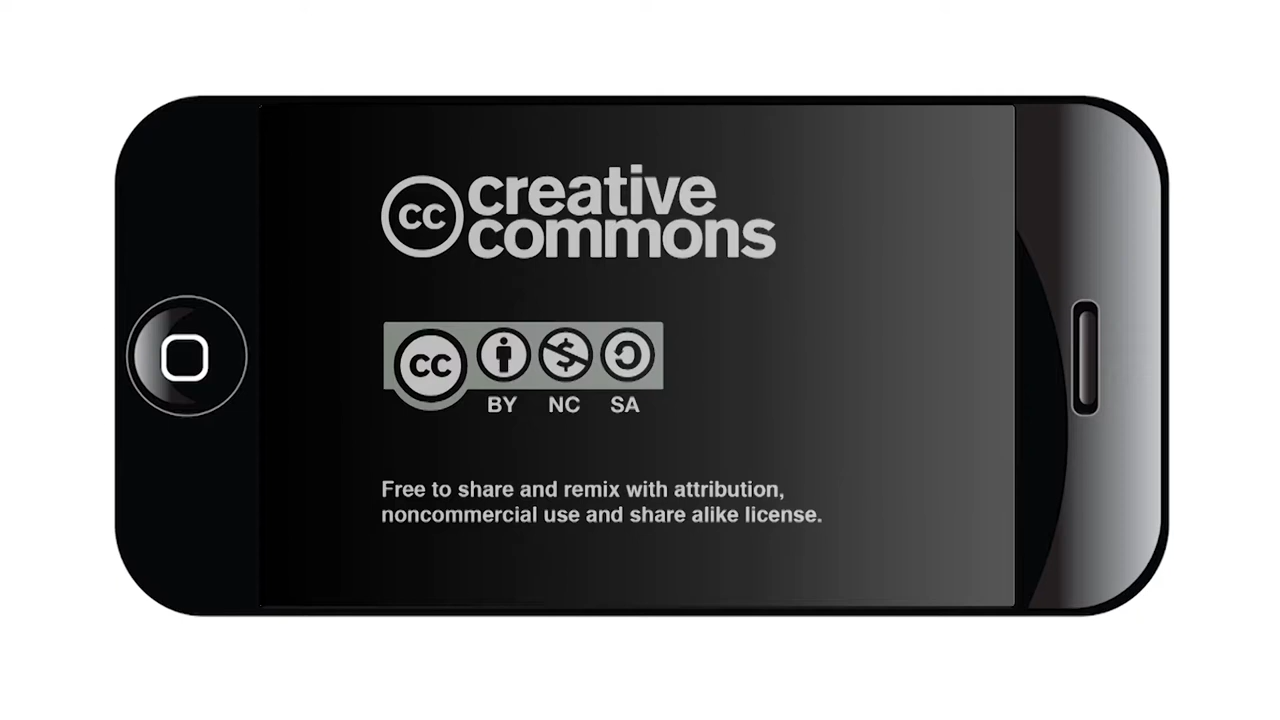 cc creative
commons
cc
BY NC SA
Free to share and remix with attribution,
noncommercial use and share alike license.